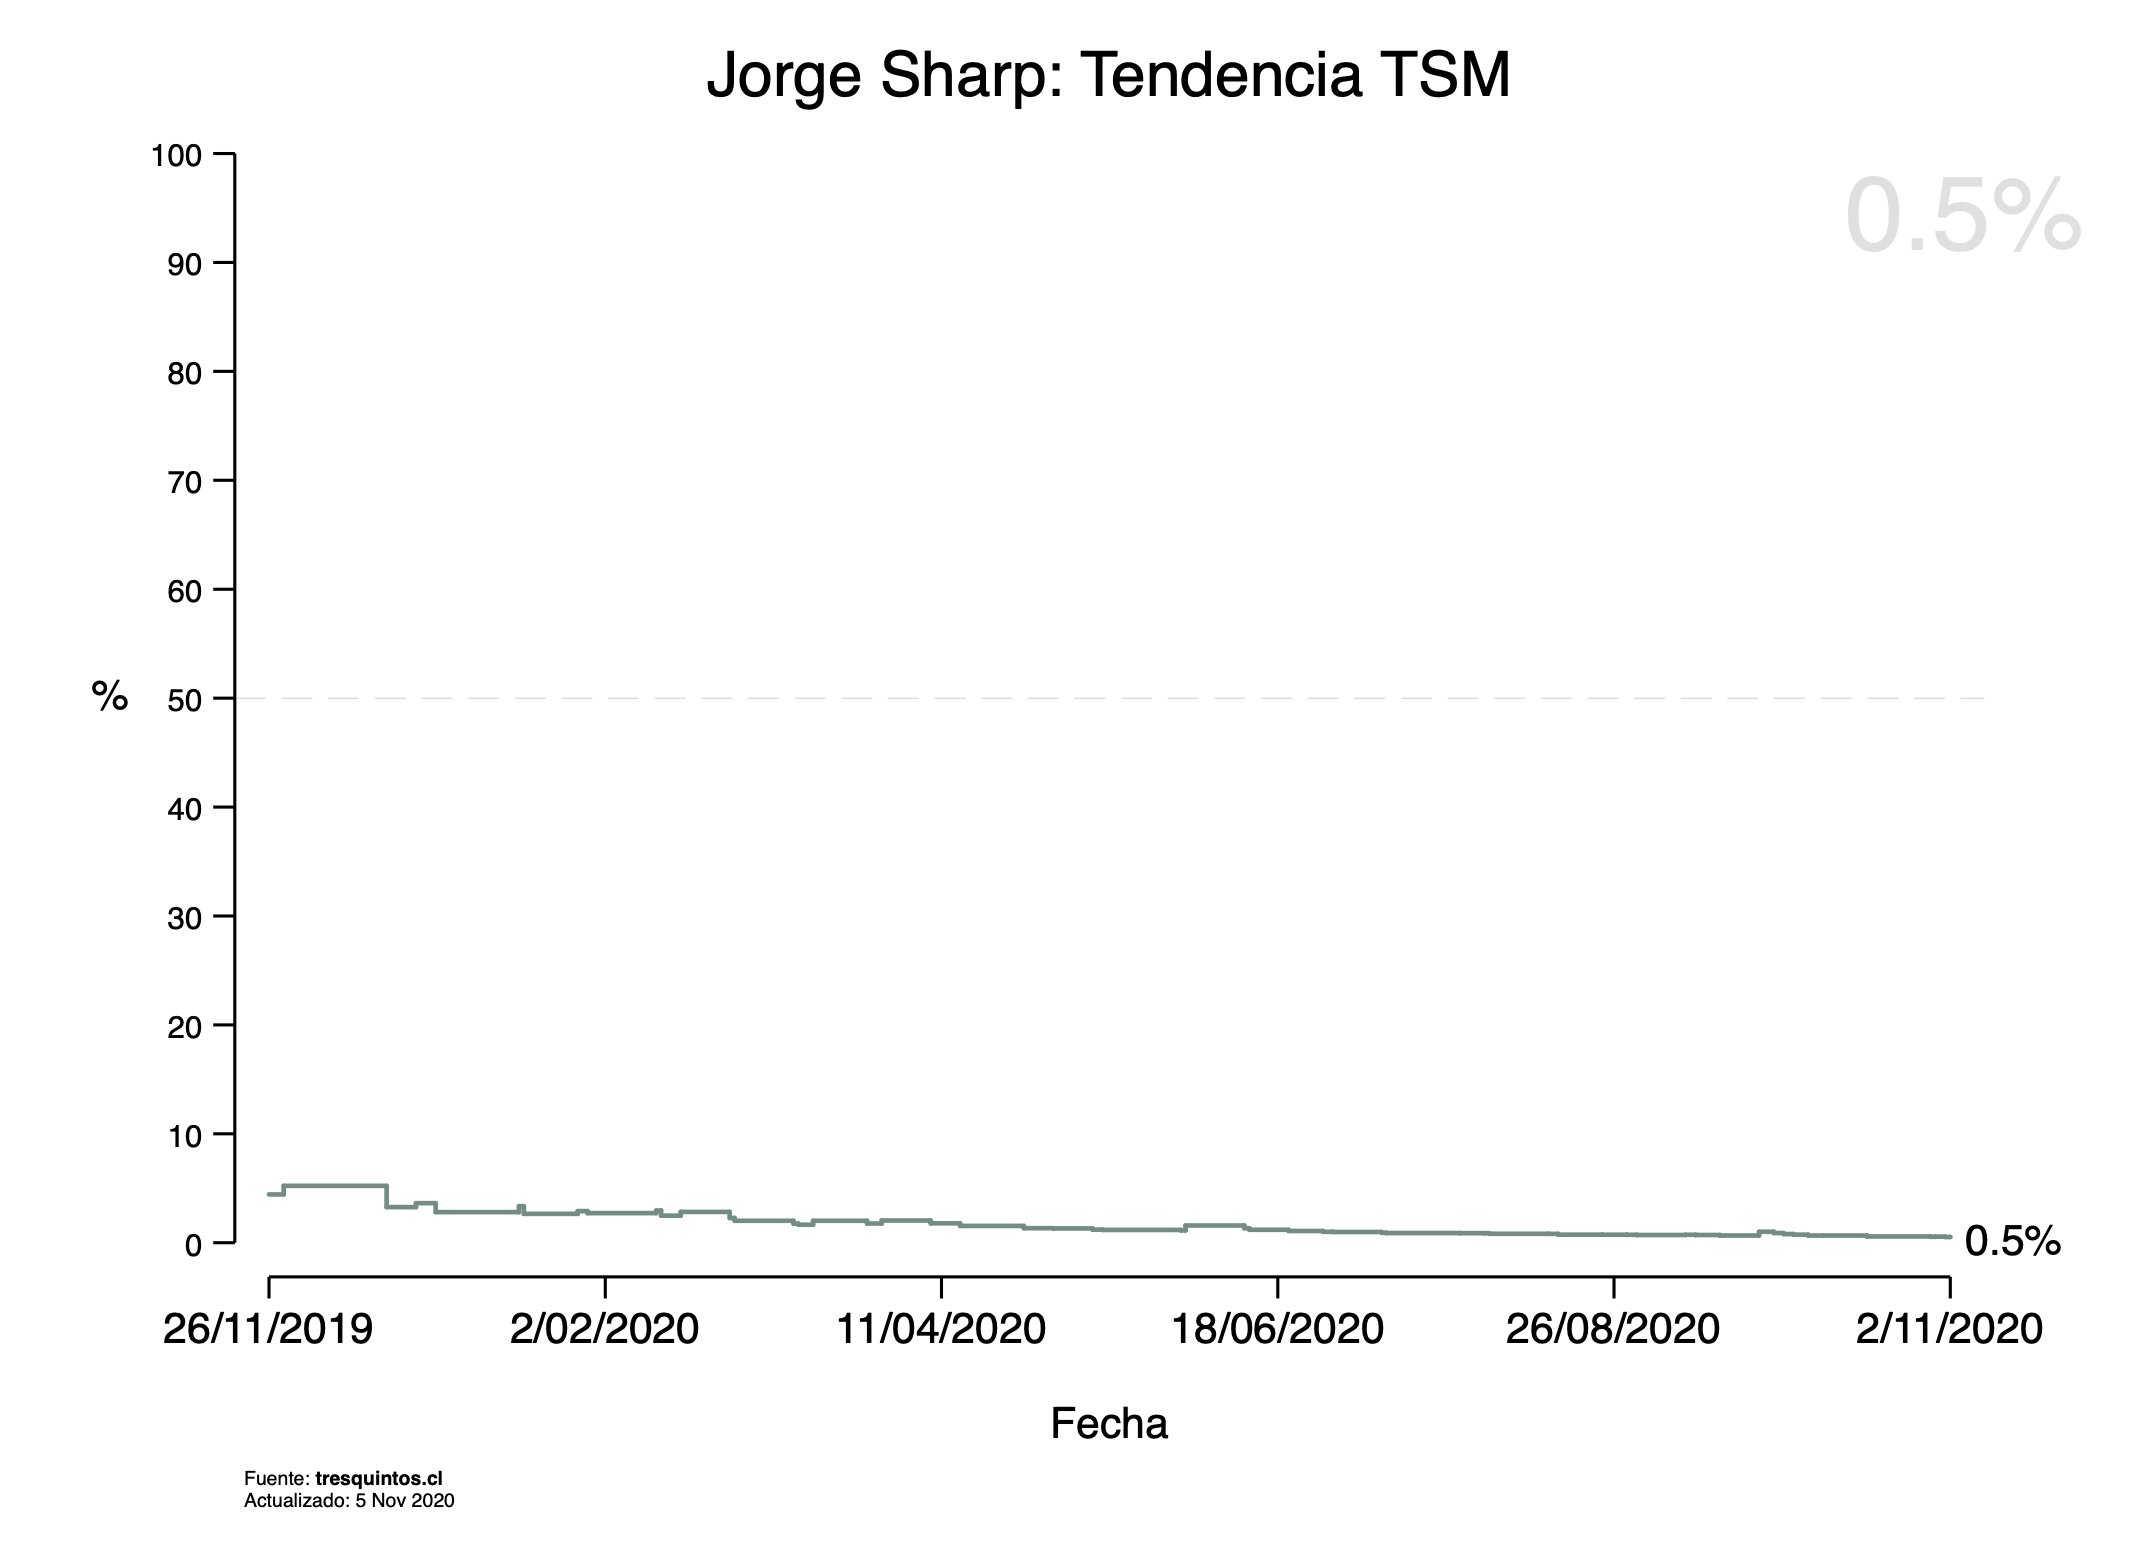 Jorge Sharp: Tendencia TSM
0.5%
100
90
80
70
60
50
40
30
20
10
0
%
0.5%
26/11/2019 2/02/2020 11/04/2020 18/06/2020 26/08/2020 2/11/2020
Fecha
Fuente: tresquintos.cl
Actualizado: 5 Nov 2020